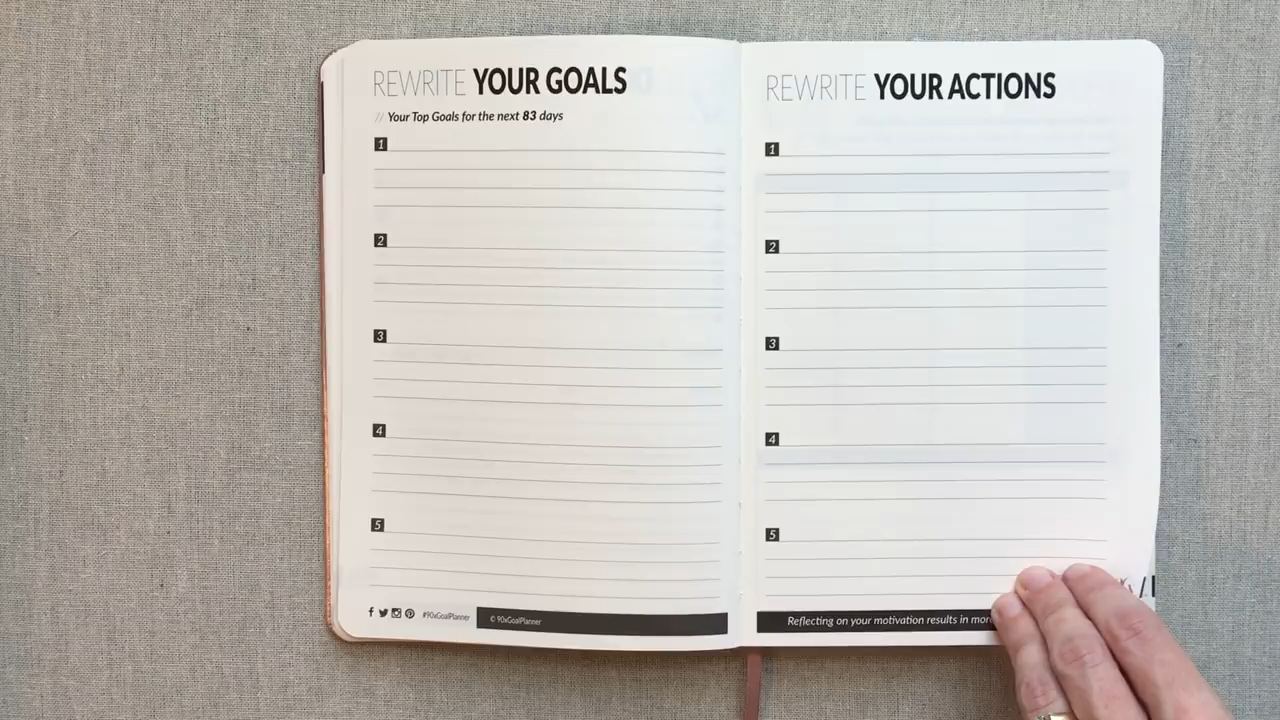 REWRITE YOUR GOALS
// Your Top Goals for the next 83 days
1
2
3
4
5
#90xGoalPlanner
© 90xGoalPlanner
REWRITE YOUR ACTIONS
1
2
3
4
5
Reflecting on your motivation results in